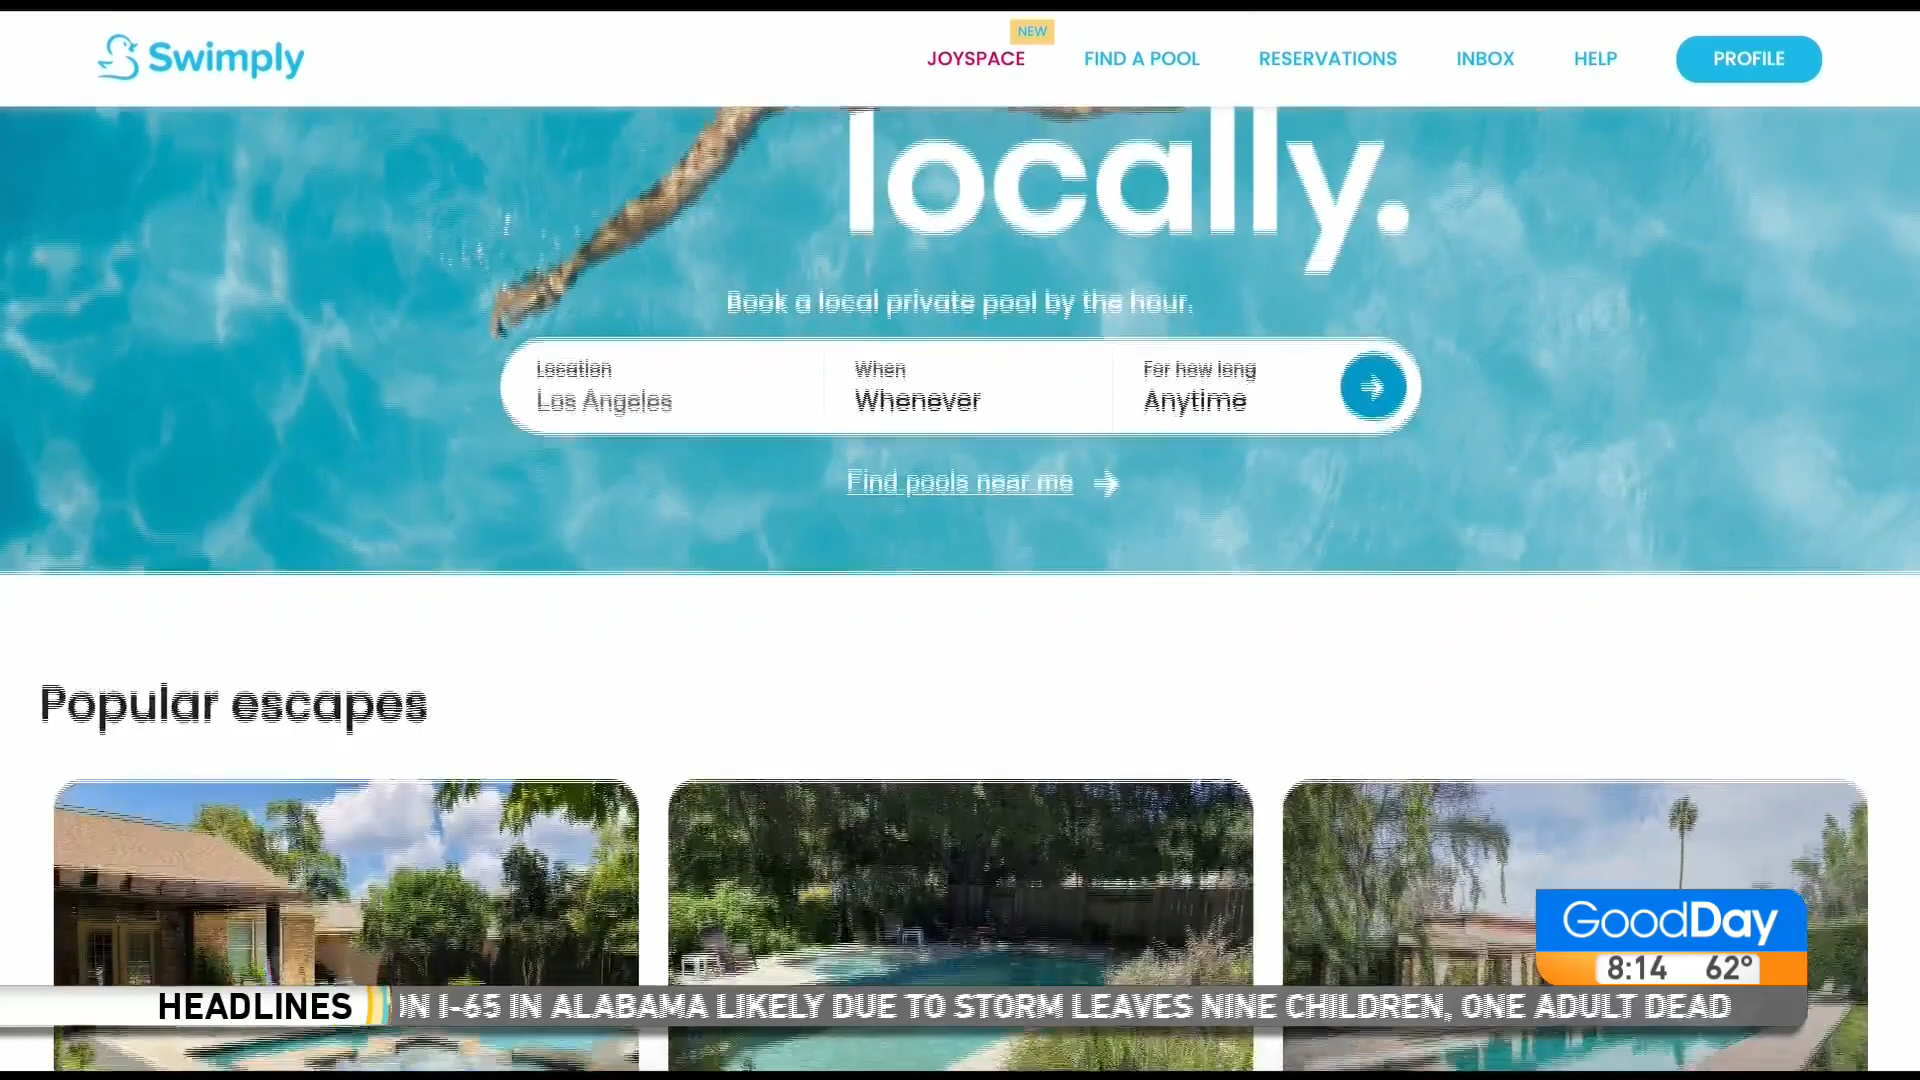 Swimply
NEW
JOYSPACE
FIND A POOL
RESERVATIONS
INBOX
HELP
PROFILE
locally.
Book a local private pool by the hour.
Location
Los Angeles
When
Whenever
For how long
Anytime
Find pools near me
Popular escapes
GoodDay
8:14 62°
HEADLINES
ON I-65 IN ALABAMA LIKELY DUE TO STORM LEAVES NINE CHILDREN, ONE ADULT DEAD